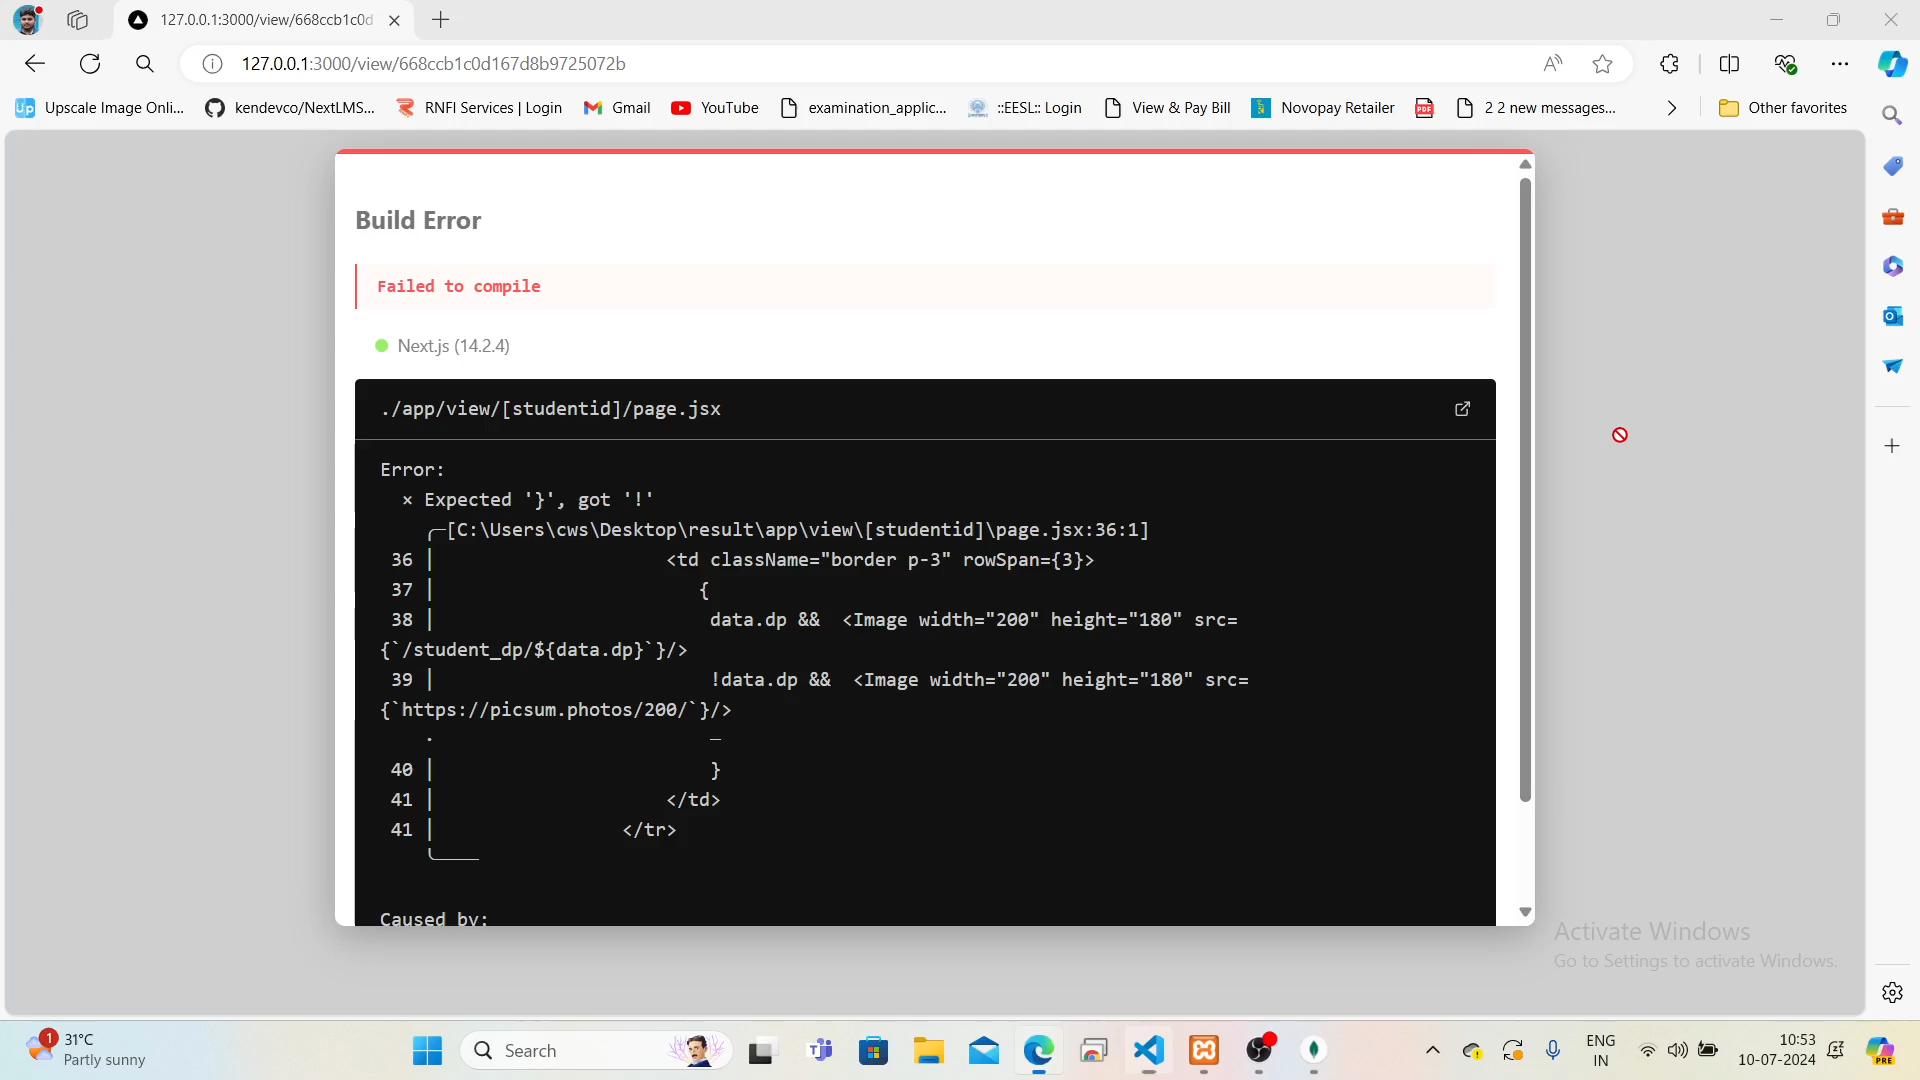 127.0.0.1:3000/view/668ccb1c0d
127.0.0.1:3000/view/668ccb1c0d167d8b9725072b
Upscale Image Onli... kendevco/NextLMS... RNFI Services | Login Gmail YouTube examination_applic... ::EESL:: Login View & Pay Bill Novopay Retailer PDF 2 2 new messages... Other favorites
Build Error
Failed to compile
Next.js (14.2.4)
./app/view/[studentid]/page.jsx
Error:
× Expected '}', got '!'
╭─[C:\Users\cws\Desktop\result\app\view\[studentid]\page.jsx:36:1]
36 │ <td className="border p-3" rowSpan={3}>
37 │ {
38 │ data.dp && <Image width="200" height="180" src=
{`/student_dp/${data.dp}`}/>
39 │ !data.dp && <Image width="200" height="180" src=
{`https://picsum.photos/200/`}/>
· ─
40 │ }
41 │ </td>
41 │ </tr>
╰────
Caused by:
Activate Windows
Go to Settings to activate Windows.
1 31°C
Partly sunny
Search
ENG
IN
10:53
10-07-2024
PRE